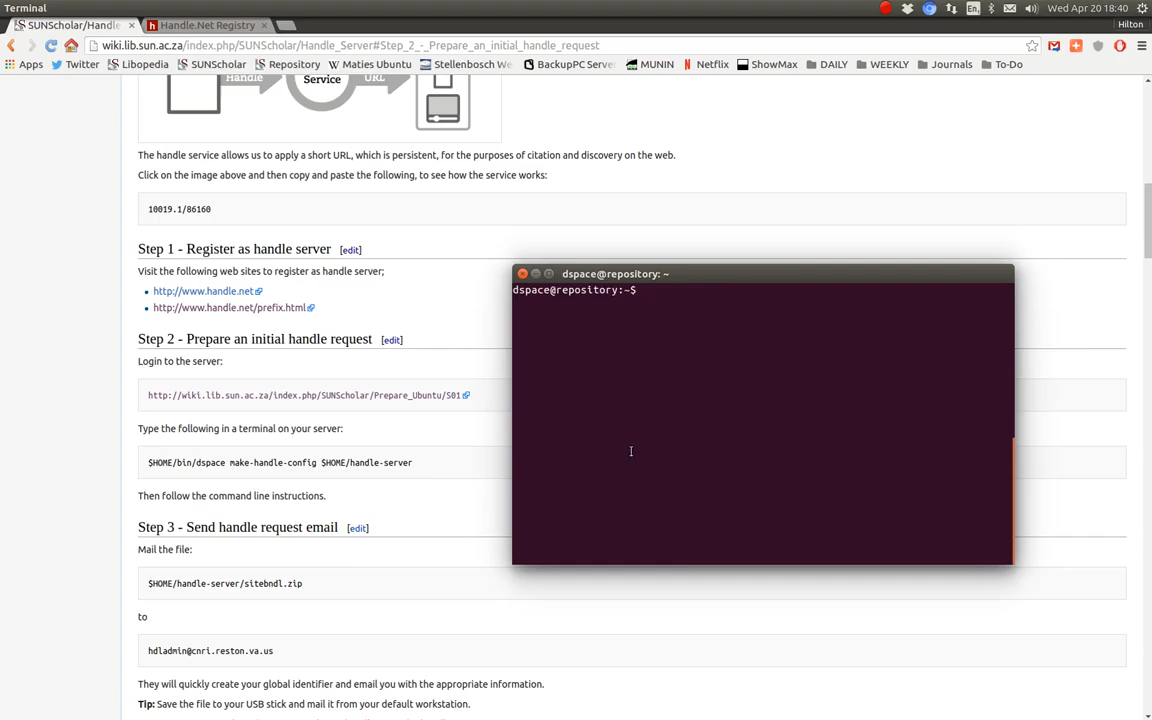 Terminal
En
Wed Apr 20 18:40
SUNScholar/Handle
Handle.Net Registry
Hilton
wiki.lib.sun.ac.za/index.php/SUNScholar/Handle_Server#Step_2_-_Prepare_an_initial_handle_request
Apps Twitter Libopedia SUNScholar Repository Maties Ubuntu Stellenbosch We BackupPC Serve MUNIN Netflix ShowMax DAILY WEEKLY Journals To-Do
Handle Service URL
The handle service allows us to apply a short URL, which is persistent, for the purposes of citation and discovery on the web.
Click on the image above and then copy and paste the following, to see how the service works:
10019.1/86160
Step 1 - Register as handle server [edit]
Visit the following web sites to register as handle server;
http://www.handle.net
http://www.handle.net/prefix.html
Step 2 - Prepare an initial handle request [edit]
Login to the server:
http://wiki.lib.sun.ac.za/index.php/SUNScholar/Prepare_Ubuntu/S01
Type the following in a terminal on your server:
$HOME/bin/dspace make-handle-config $HOME/handle-server
Then follow the command line instructions.
Step 3 - Send handle request email [edit]
Mail the file:
$HOME/handle-server/sitebndl.zip
to
hdladmin@cnri.reston.va.us
They will quickly create your global identifier and email you with the appropriate information.
Tip: Save the file to your USB stick and mail it from your default workstation.
dspace@repository: ~
dspace@repository:~$